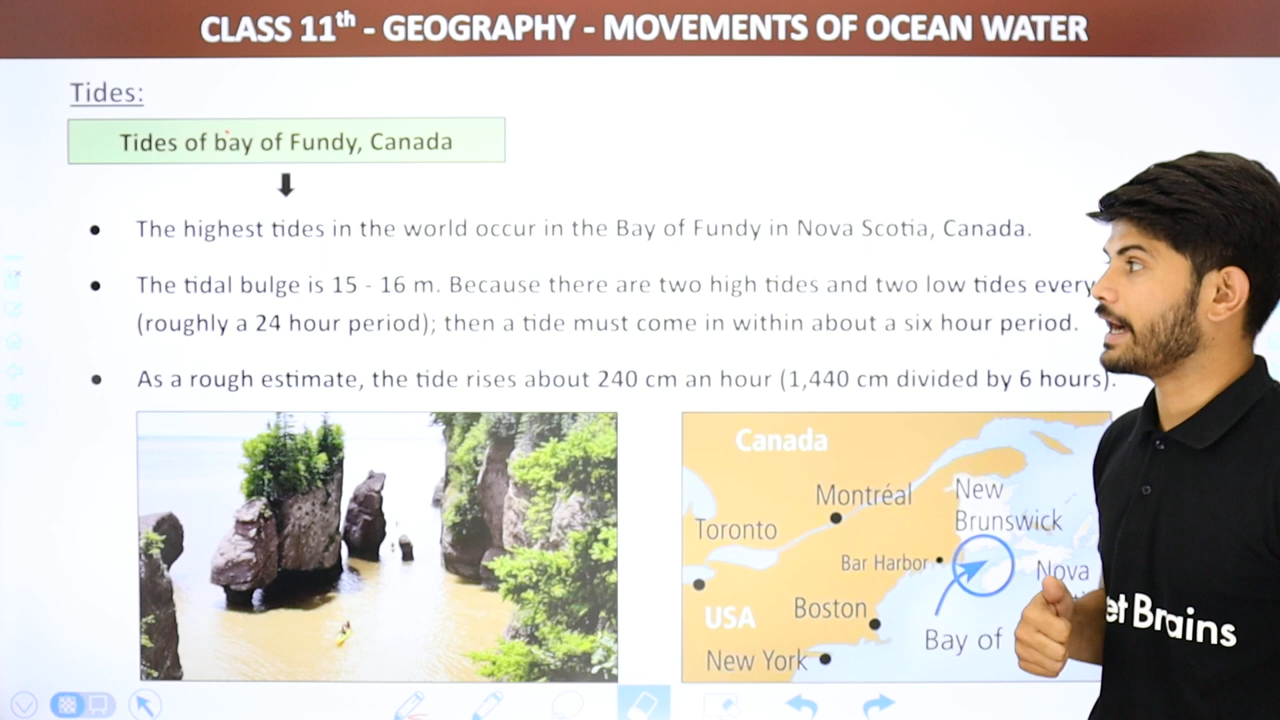 CLASS 11th - GEOGRAPHY - MOVEMENTS OF OCEAN WATER
Tides:
Tides of bay of Fundy, Canada
The highest tides in the world occur in the Bay of Fundy in Nova Scotia, Canada.
The tidal bulge is 15 - 16 m. Because there are two high tides and two low tides every
(roughly a 24 hour period); then a tide must come in within about a six hour period.
As a rough estimate, the tide rises about 240 cm an hour (1,440 cm divided by 6 hours).
Canada
Montréal
New
Brunswick
Toronto
Bar Harbor
Nova
USA
Boston
Bay of
New York
Brains